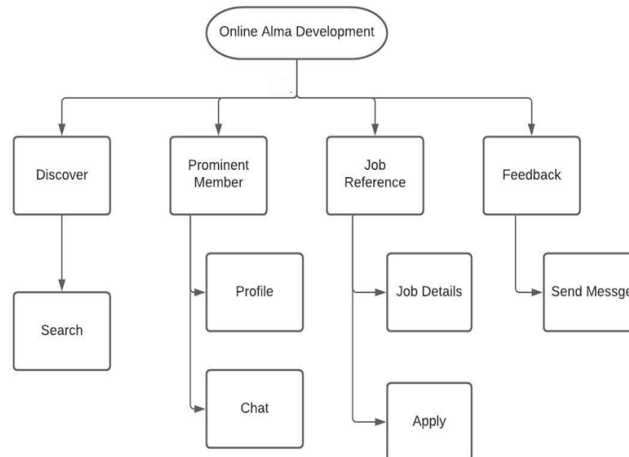 Online Alma Development
Discover
Prominent
Member
Job
Reference
Feedback
Profile
Job Details
Send Messge
Search
Chat
Apply